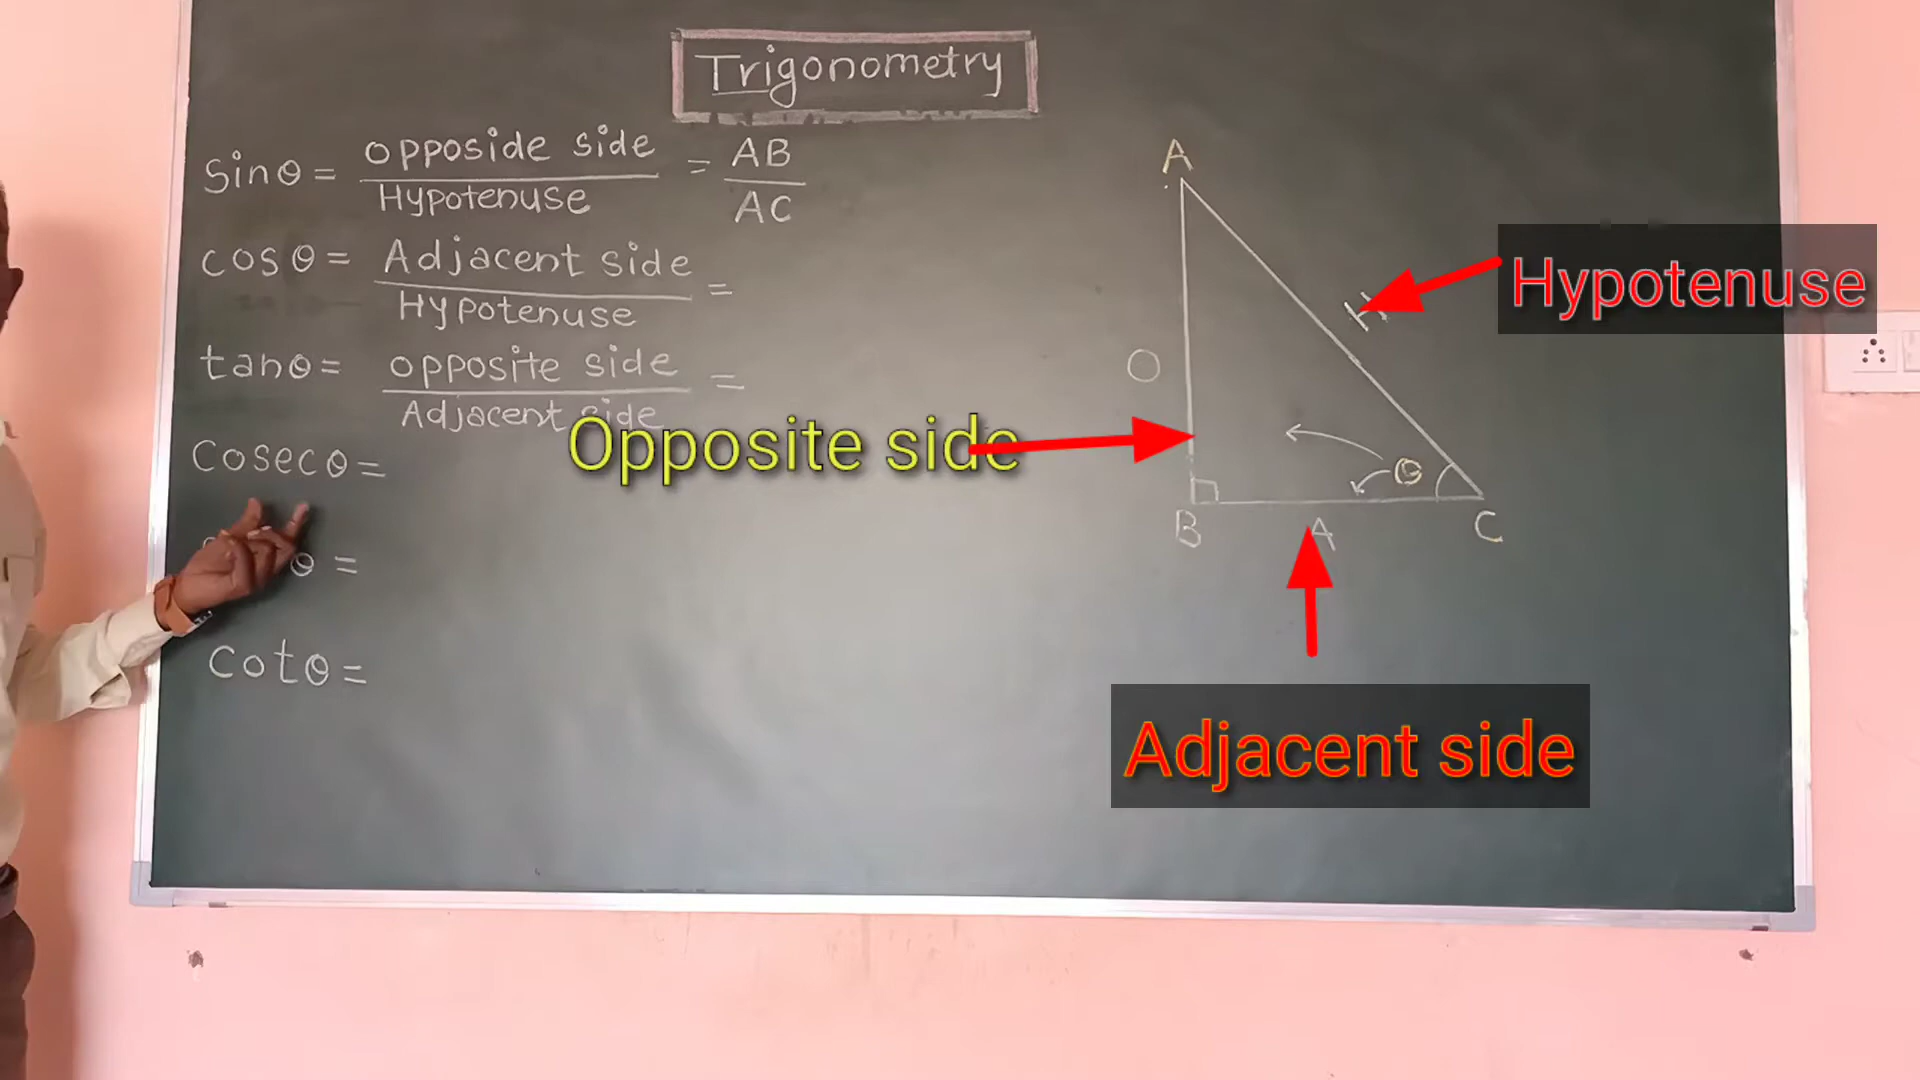 Trigonometry
Sinθ = opposide side / Hypotenuse = AB / AC
cosθ = Adjacent side / Hypotenuse =
tanθ = opposite side / Adjacent side =
Cosecθ =
θ =
Cotθ =
A
H
Hypotenuse
O
Opposite side
θ
B
A
C
Adjacent side